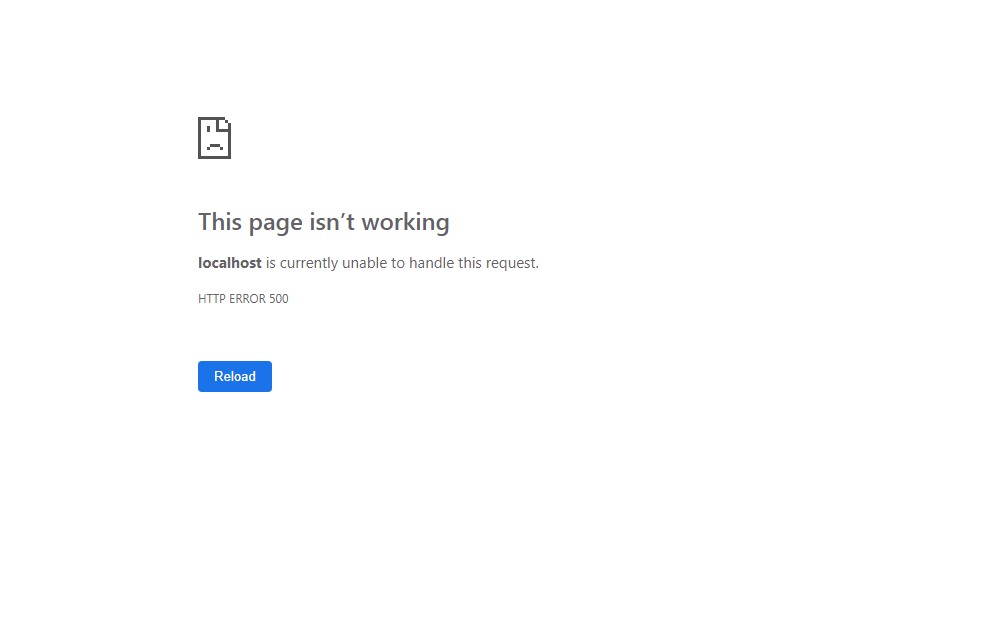 This page isn’t working
localhost is currently unable to handle this request.
HTTP ERROR 500
Reload